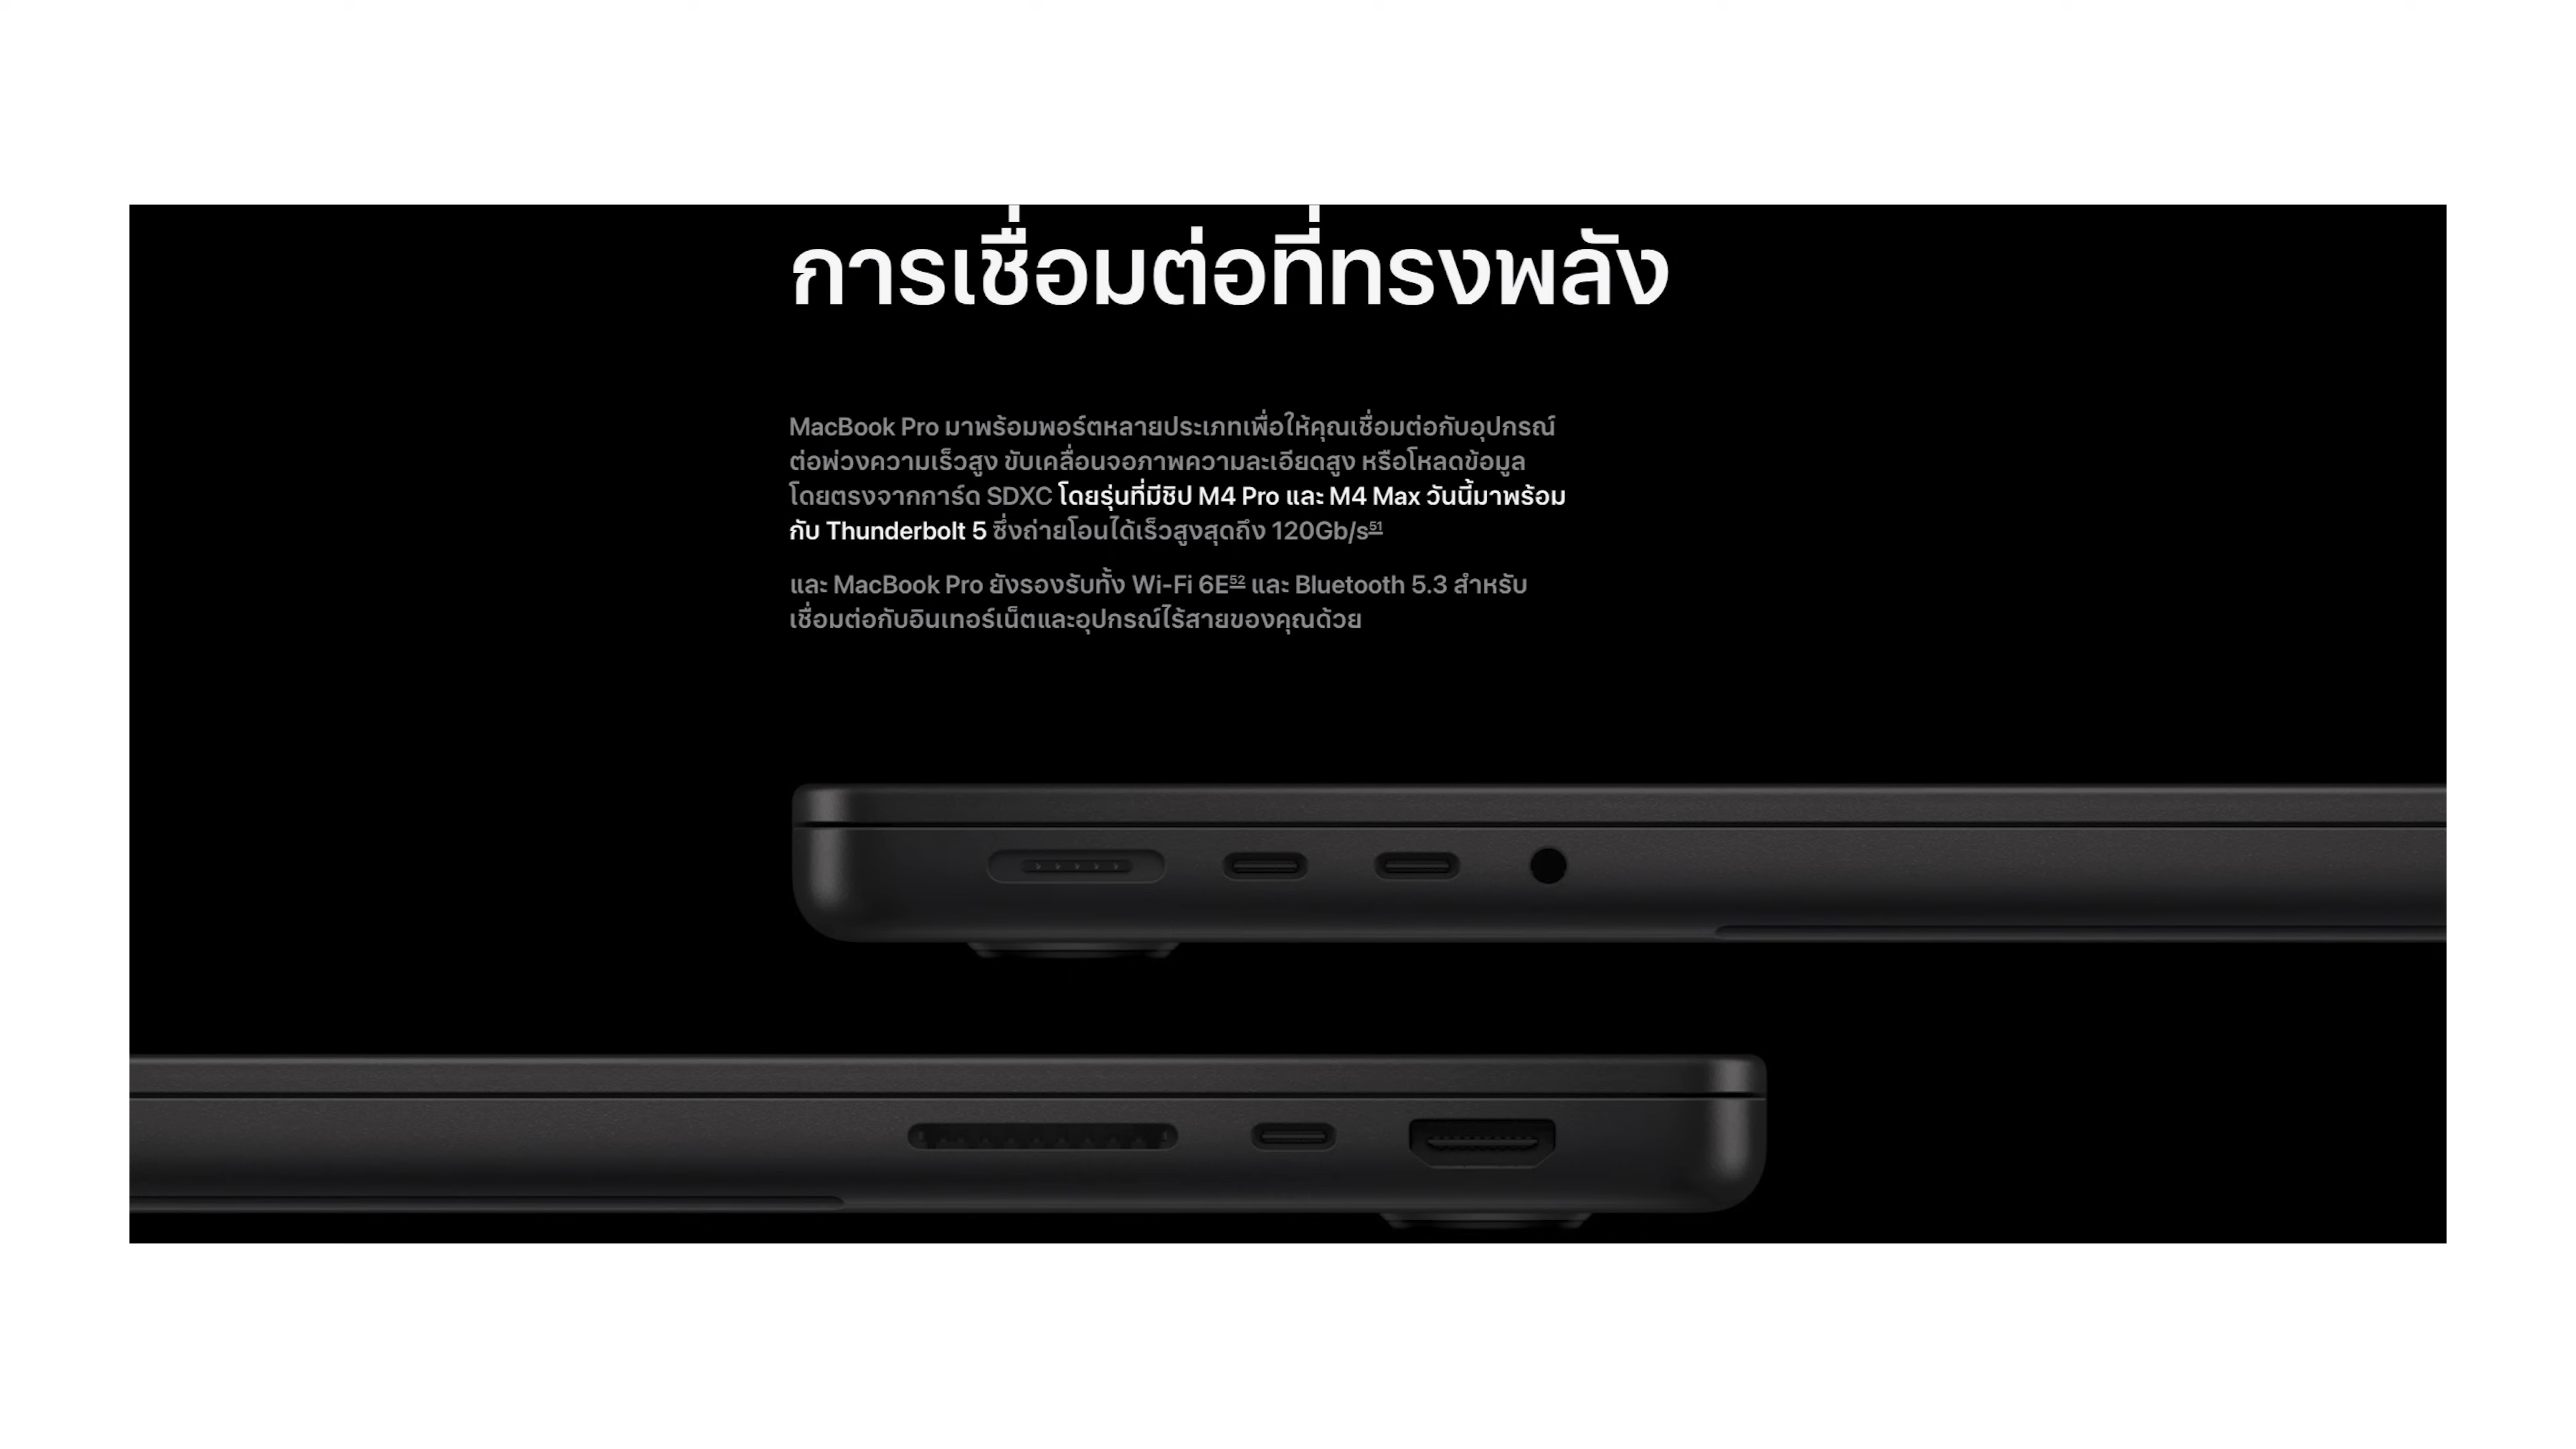 การเชื่อมต่อที่ทรงพลัง
MacBook Pro มาพร้อมพอร์ตหลายประเภทเพื่อให้คุณเชื่อมต่อกับอุปกรณ์
ต่อพ่วงความเร็วสูง ขับเคลื่อนจอภาพความละเอียดสูง หรือโหลดข้อมูล
โดยตรงจากการ์ด SDXC โดยรุ่นที่มีชิป M4 Pro และ M4 Max วันนี้มาพร้อม
กับ Thunderbolt 5 ซึ่งถ่ายโอนได้เร็วสูงสุดถึง 120Gb/s51
และ MacBook Pro ยังรองรับทั้ง Wi-Fi 6E52 และ Bluetooth 5.3 สำหรับ
เชื่อมต่อกับอินเทอร์เน็ตและอุปกรณ์ไร้สายของคุณด้วย